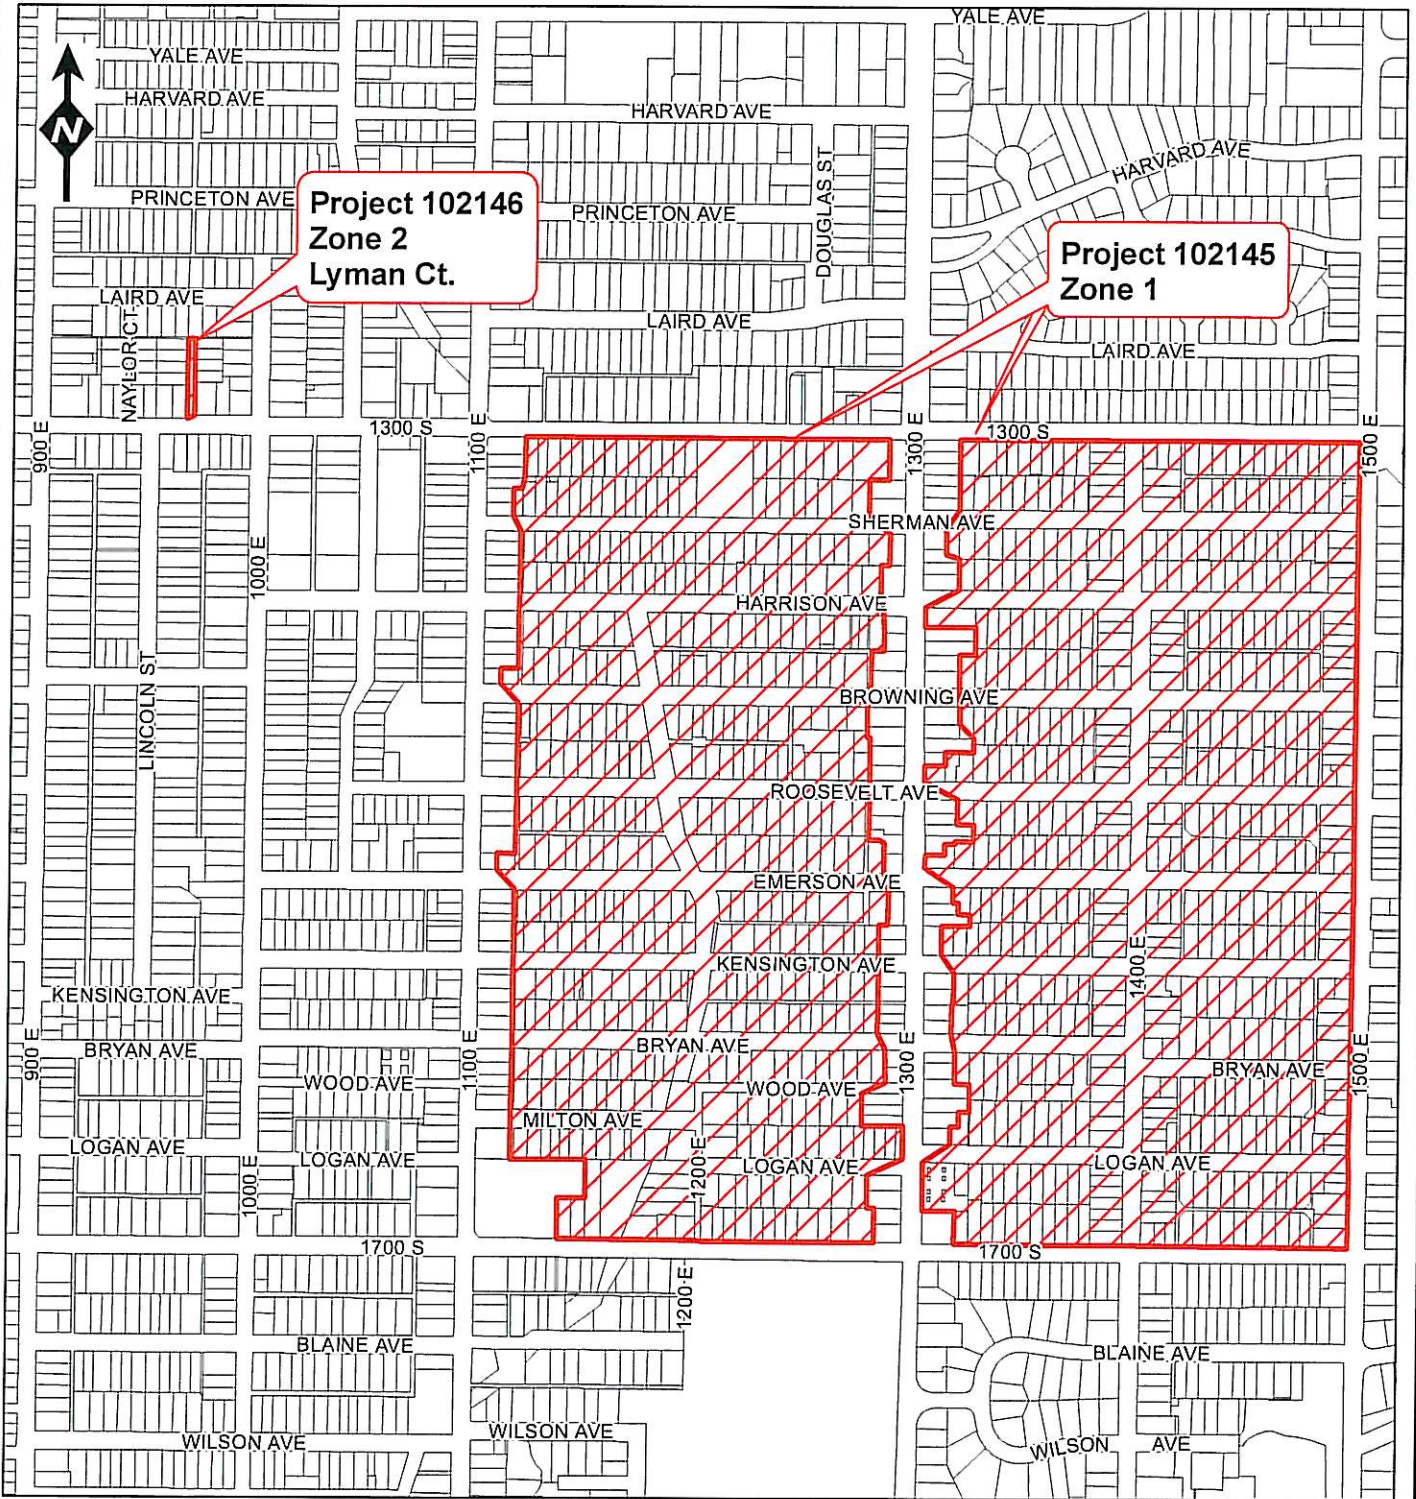 YALE AVE
YALE AVE
HARVARD AVE
HARVARD AVE
HARVARD AVE
N
DOUGLAS ST
PRINCETON AVE
PRINCETON AVE
Project 102146
Zone 2
Lyman Ct.
Project 102145
Zone 1
LAIRD AVE
LAIRD AVE
LAIRD AVE
NAYLOR CT
900 E
1300 S
1100 E
1300 E
1300 S
1500 E
SHERMAN AVE
1000 E
HARRISON AVE
LINCOLN ST
BROWNING AVE
ROOSEVELT AVE
EMERSON AVE
KENSINGTON AVE
1400 E
KENSINGTON AVE
900 E
BRYAN AVE
1100 E
BRYAN AVE
1300 E
BRYAN AVE
1500 E
WOOD AVE
WOOD AVE
MILTON AVE
LOGAN AVE
LOGAN AVE
1200 E
LOGAN AVE
LOGAN AVE
1000 E
1700 S
1700 S
1200 E
BLAINE AVE
BLAINE AVE
WILSON AVE
WILSON AVE
WILSON AVE